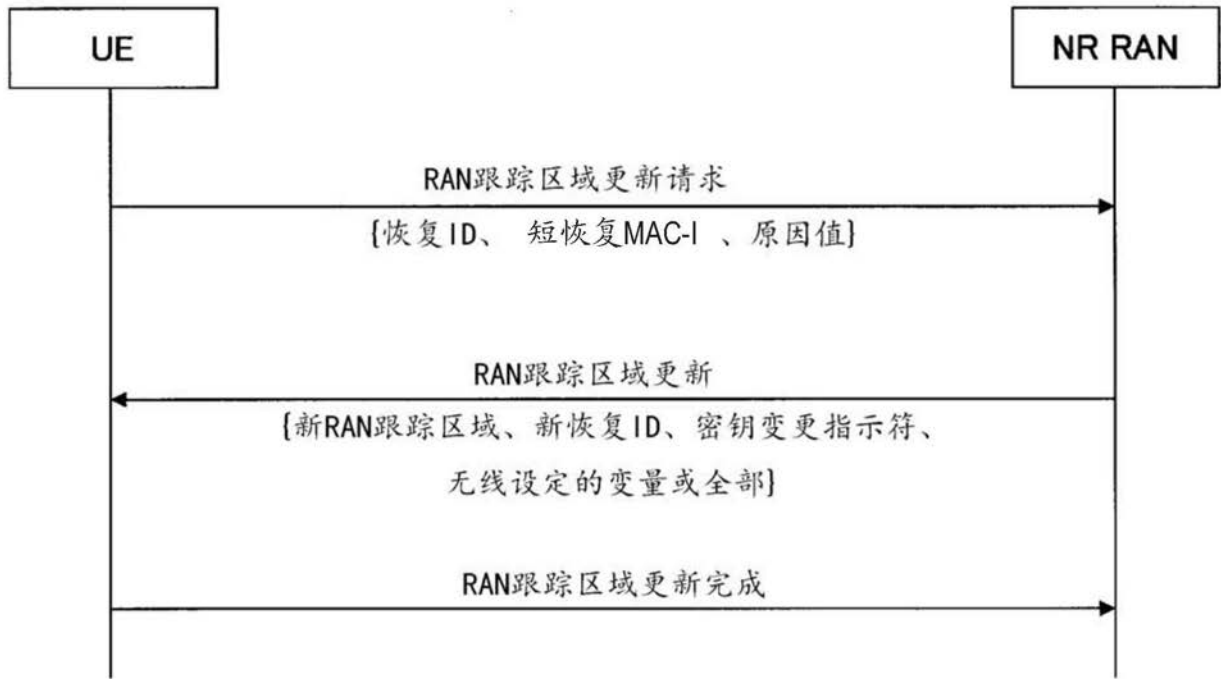 UE
NR RAN
RAN跟踪区域更新请求
{恢复ID、 短恢复MAC-I 、原因值}
RAN跟踪区域更新
{新RAN跟踪区域、新恢复ID、密钥变更指示符、
无线设定的变量或全部}
RAN跟踪区域更新完成